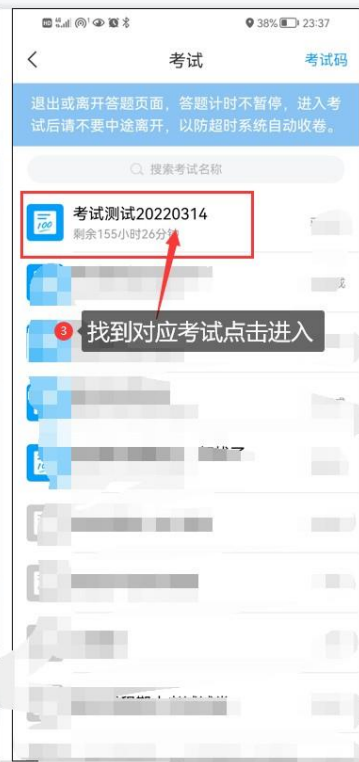 38% 23:37
考试
考试码
退出或离开答题页面，答题计时不暂停，进入考
试后请不要中途离开，以防超时系统自动收卷。
搜索考试名称
100
考试测试20220314
剩余155小时26分钟
3 找到对应考试点击进入